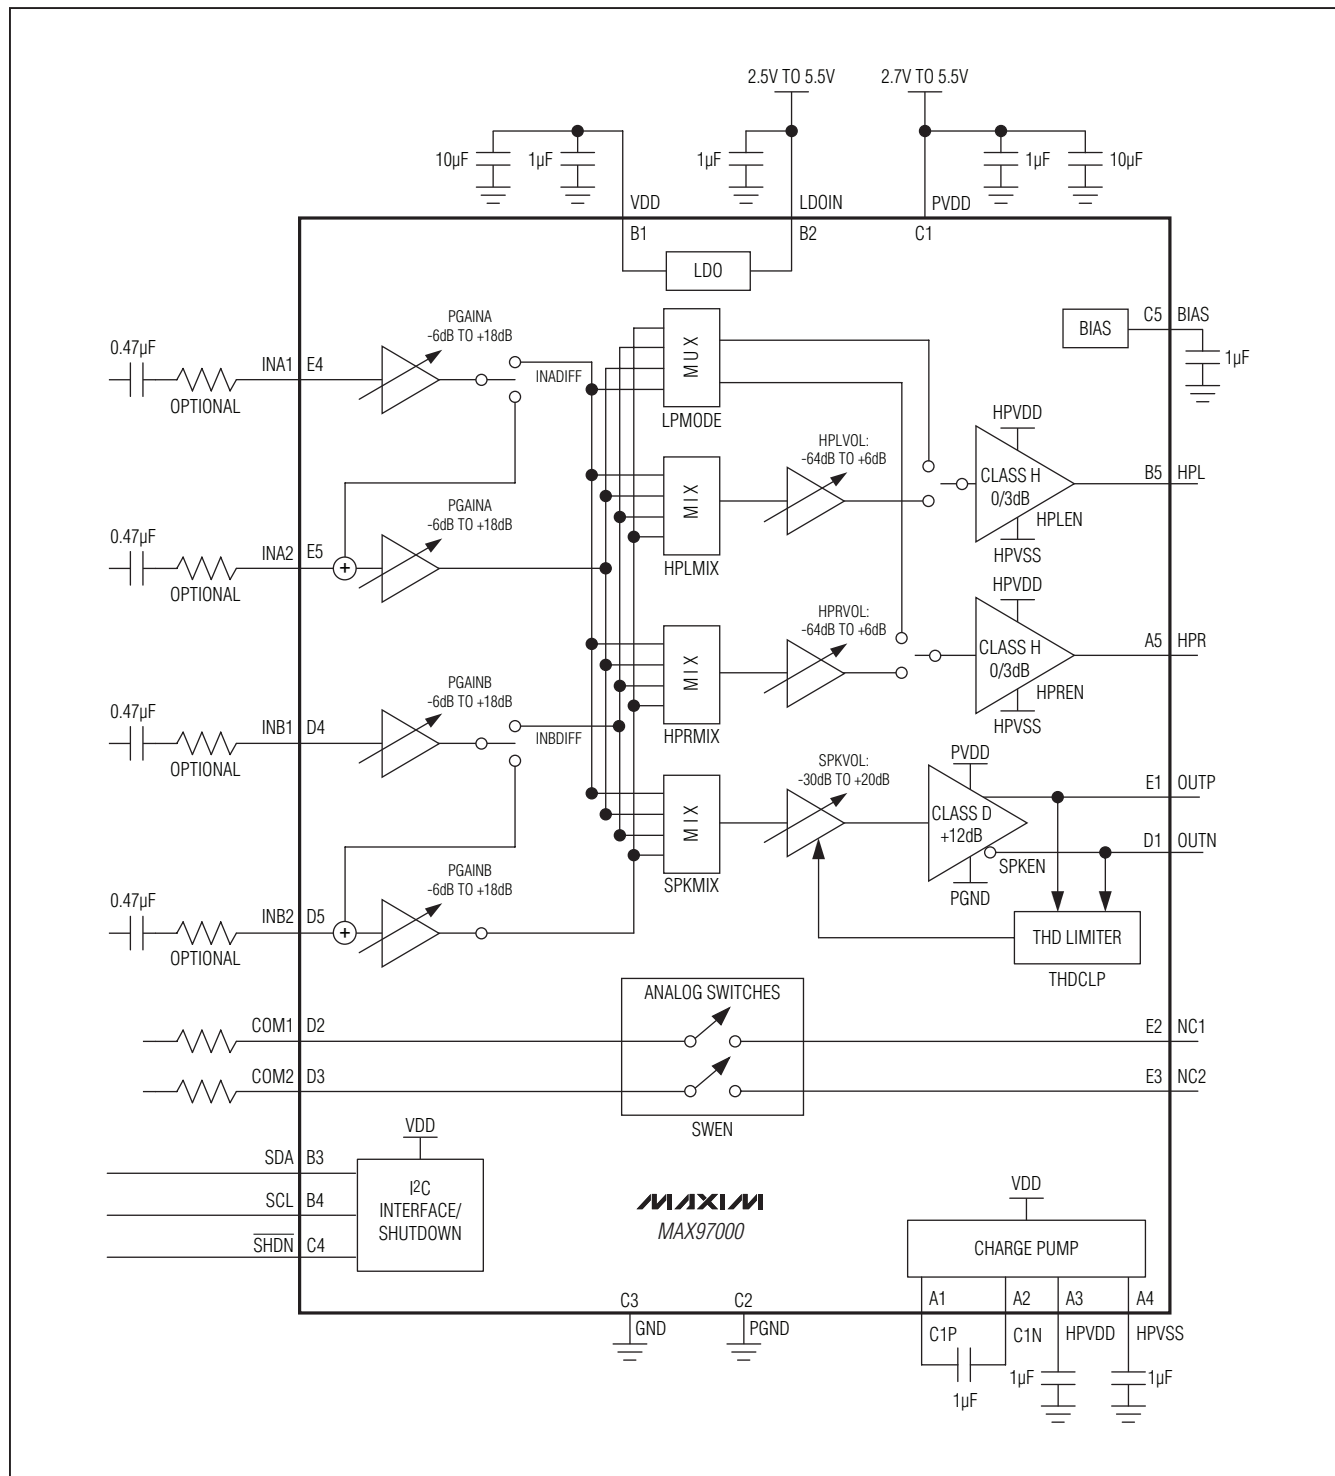 2.5V TO 5.5V
2.7V TO 5.5V
10µF
1µF
1µF
1µF
10µF
VDD
LDOIN
PVDD
B1
B2
C1
LDO
BIAS
C5
BIAS
1µF
PGAINA
-6dB TO +18dB
0.47µF
INA1
E4
OPTIONAL
INADIFF
MUX
LPMODE
HPLVOL:
-64dB TO +6dB
HPVDD
CLASS H
0/3dB
HPLEN
HPVSS
B5
HPL
PGAINA
-6dB TO +18dB
0.47µF
INA2
E5
+
OPTIONAL
MIX
HPLMIX
HPRVOL:
-64dB TO +6dB
HPVDD
CLASS H
0/3dB
HPREN
HPVSS
A5
HPR
PGAINB
-6dB TO +18dB
0.47µF
INB1
D4
OPTIONAL
INBDIFF
MIX
HPRMIX
SPKVOL:
-30dB TO +20dB
PVDD
CLASS D
+12dB
SPKEN
PGND
E1
OUTP
D1
OUTN
PGAINB
-6dB TO +18dB
0.47µF
INB2
D5
+
OPTIONAL
MIX
SPKMIX
THD LIMITER
THDCLP
ANALOG SWITCHES
COM1
D2
E2
NC1
COM2
D3
E3
NC2
SWEN
VDD
SDA
B3
SCL
B4
SHDN
C4
I2C
INTERFACE/
SHUTDOWN
MAXIM
MAX97000
VDD
CHARGE PUMP
C3
C2
A1
A2
A3
A4
GND
PGND
C1P
C1N
HPVDD
HPVSS
1µF
1µF
1µF